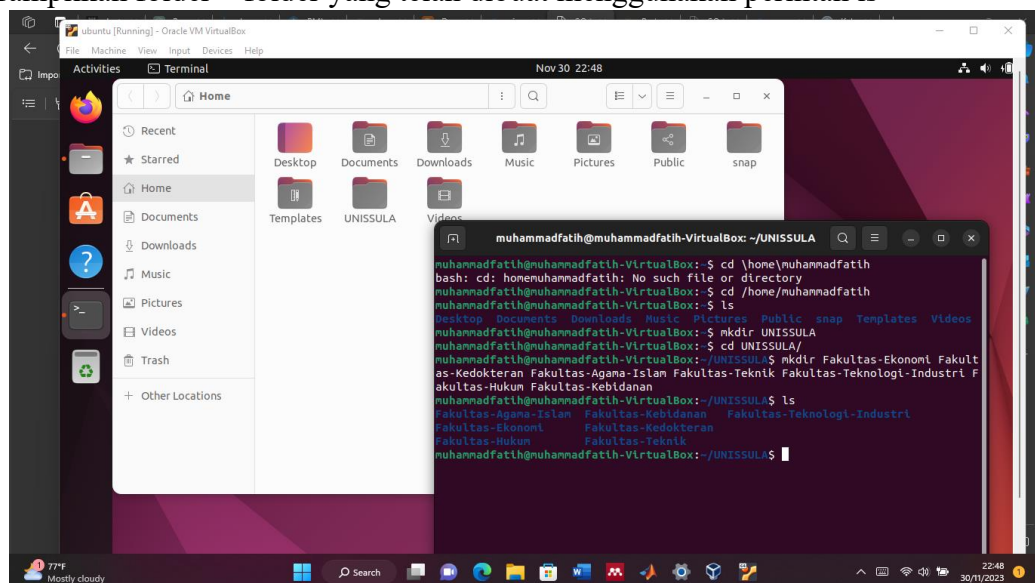 ubuntu [Running] - Oracle VM VirtualBox
File Machine View Input Devices Help
Impo
Activities Terminal Nov 30 22:48
Home
Recent
Starred
Home
Documents
Downloads
Music
Pictures
Videos
Trash
+ Other Locations
Desktop Documents Downloads Music Pictures Public snap
Templates UNISSULA Videos
muhammadfatih@muhammadfatih-VirtualBox: ~/UNISSULA
muhammadfatih@muhammadfatih-VirtualBox:~$ cd \home\muhammadfatih
bash: cd: homemuhammadfatih: No such file or directory
muhammadfatih@muhammadfatih-VirtualBox:~$ cd /home/muhammadfatih
muhammadfatih@muhammadfatih-VirtualBox:~$ ls
Desktop Documents Downloads Music Pictures Public snap Templates Videos
muhammadfatih@muhammadfatih-VirtualBox:~$ mkdir UNISSULA
muhammadfatih@muhammadfatih-VirtualBox:~$ cd UNISSULA/
muhammadfatih@muhammadfatih-VirtualBox:~/UNISSULA$ mkdir Fakultas-Ekonomi Fakult
as-Kedokteran Fakultas-Agama-Islam Fakultas-Teknik Fakultas-Teknologi-Industri F
akultas-Hukum Fakultas-Kebidanan
muhammadfatih@muhammadfatih-VirtualBox:~/UNISSULA$ ls
Fakultas-Agama-Islam Fakultas-Kebidanan Fakultas-Teknologi-Industri
Fakultas-Ekonomi Fakultas-Kedokteran
Fakultas-Hukum Fakultas-Teknik
muhammadfatih@muhammadfatih-VirtualBox:~/UNISSULA$
77°F
Mostly cloudy
Search
22:48
30/11/2023